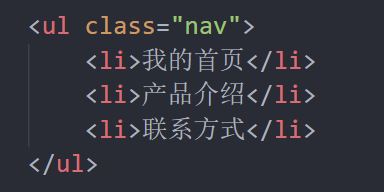 <ul class="nav">
<li>我的首页</li>
<li>产品介绍</li>
<li>联系方式</li>
</ul>